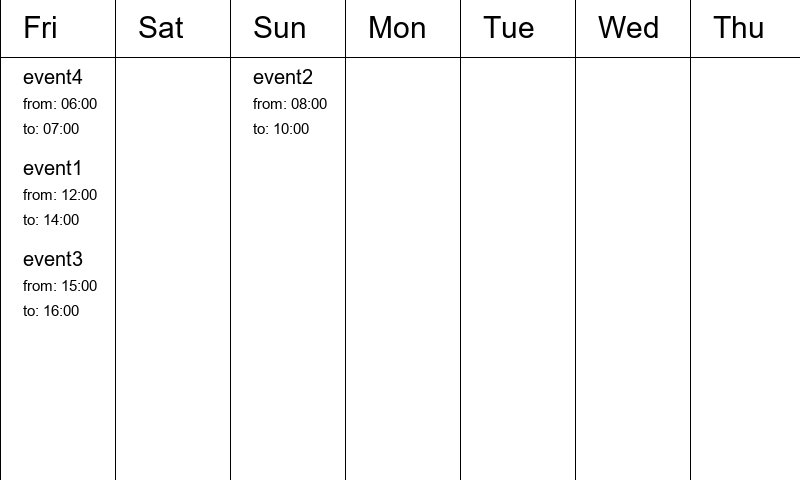 Fri Sat Sun Mon Tue Wed Thu
event4
from: 06:00
to: 07:00
event1
from: 12:00
to: 14:00
event3
from: 15:00
to: 16:00
event2
from: 08:00
to: 10:00